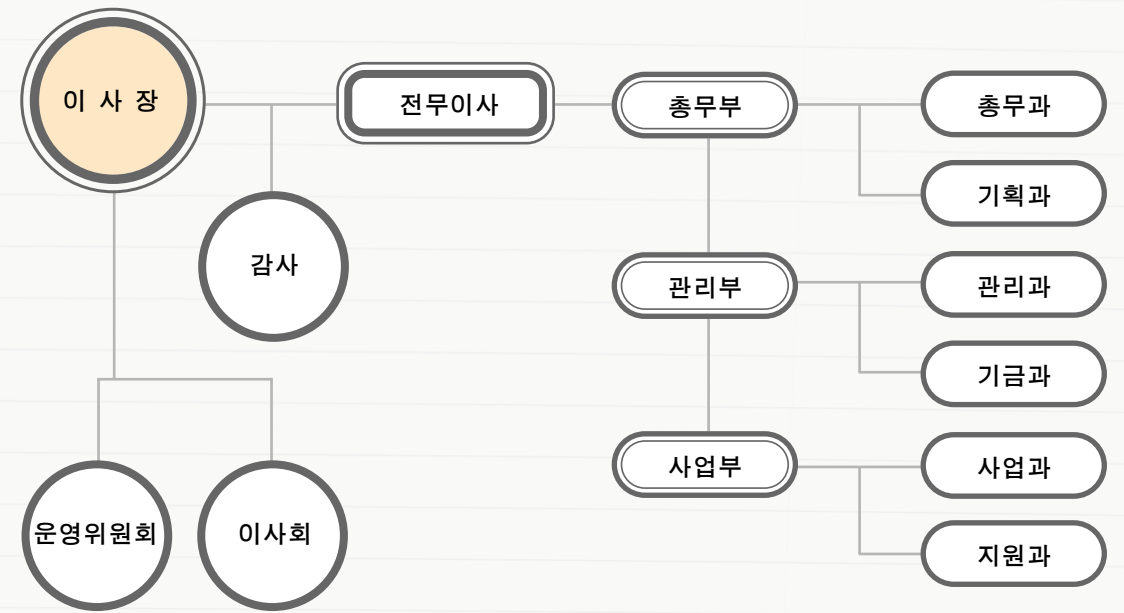 이 사 장
전무이사
총무부
총무과
기획과
감사
관리부
관리과
기금과
사업부
사업과
운영위원회
이사회
지원과